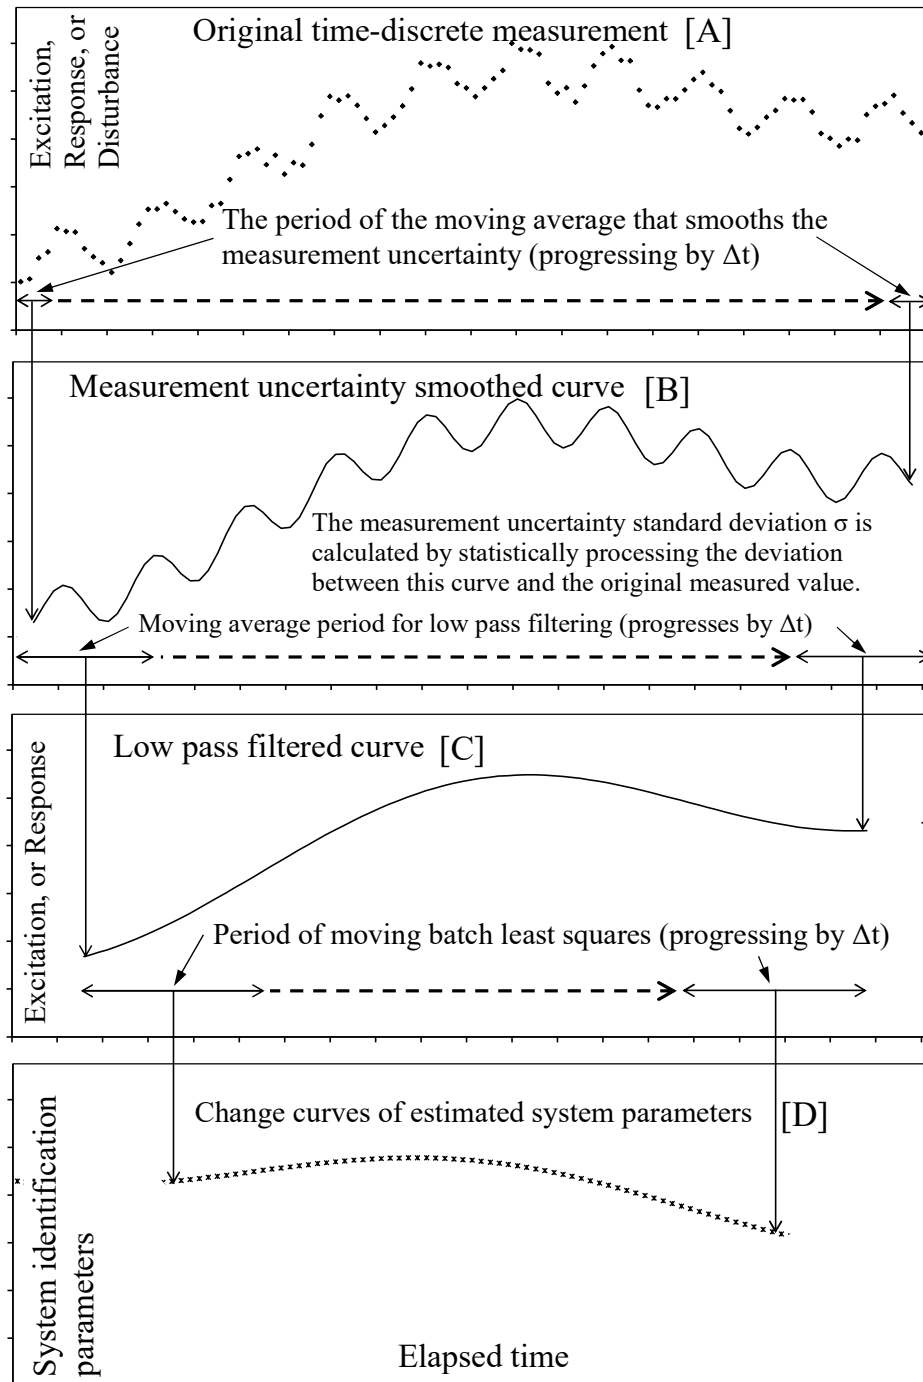 Original time-discrete measurement [A]
Excitation,
Response, or
Disturbance
The period of the moving average that smooths the
measurement uncertainty (progressing by Δt)
Measurement uncertainty smoothed curve [B]
The measurement uncertainty standard deviation σ is
calculated by statistically processing the deviation
between this curve and the original measured value.
Moving average period for low pass filtering (progresses by Δt)
Low pass filtered curve [C]
Excitation, or Response
Period of moving batch least squares (progressing by Δt)
Change curves of estimated system parameters [D]
System identification
parameters
Elapsed time